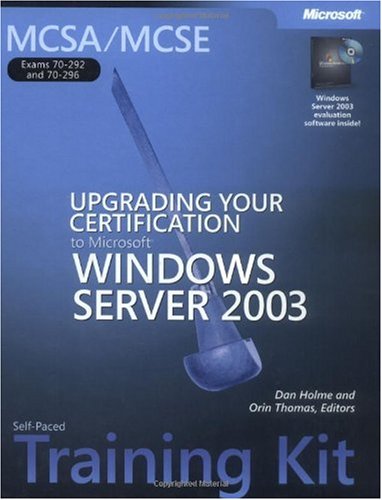 Microsoft
MCSA/MCSE
Exams 70-292
and 70-296
Windows
Server 2003
evaluation
software inside!
UPGRADING YOUR
CERTIFICATION
to Microsoft
WINDOWS
SERVER 2003
Dan Holme and
Orin Thomas, Editors
Self-Paced
Training Kit